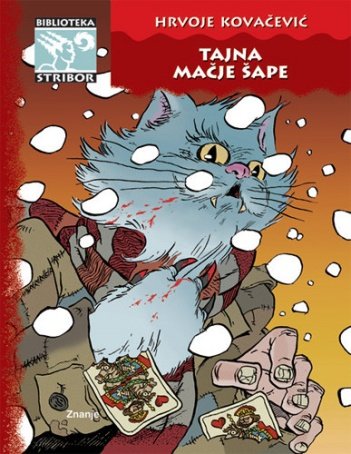 BIBLIOTEKA
STRIBOR
HRVOJE KOVAČEVIĆ
TAJNA
MAČJE ŠAPE
Znanje